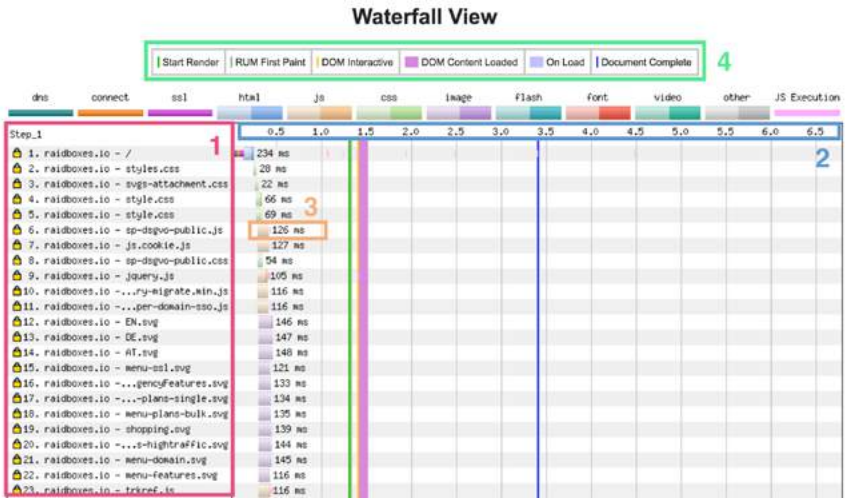 Waterfall View
Start Render RUM First Paint DOM Interactive DOM Content Loaded On Load Document Complete 4
dns connect ssl html js css image flash font video other JS Execution
Step_1 0.5 1.0 1.5 2.0 2.5 3.0 3.5 4.0 4.5 5.0 5.5 6.0 6.5
1. raidboxes.io - / 1 234 ms 2
2. raidboxes.io - styles.css 28 ms
3. raidboxes.io - svgs-attachment.css 22 ms
4. raidboxes.io - style.css 66 ms
5. raidboxes.io - style.css 69 ms 3
6. raidboxes.io - sp-dsgvo-public.js 126 ms
7. raidboxes.io - js.cookie.js 127 ms
8. raidboxes.io - sp-dsgvo-public.css 54 ms
9. raidboxes.io - jquery.js 105 ms
10. raidboxes.io -...ry-migrate.min.js 116 ms
11. raidboxes.io -...per-domain-sso.js 116 ms
12. raidboxes.io - EN.svg 146 ms
13. raidboxes.io - DE.svg 147 ms
14. raidboxes.io - AT.svg 148 ms
15. raidboxes.io - menu-ssl.svg 121 ms
16. raidboxes.io -...gencyFeatures.svg 133 ms
17. raidboxes.io -...-plans-single.svg 134 ms
18. raidboxes.io - menu-plans-bulk.svg 135 ms
19. raidboxes.io - shopping.svg 139 ms
20. raidboxes.io -...s-hightraffic.svg 144 ms
21. raidboxes.io - menu-domain.svg 145 ms
22. raidboxes.io - menu-features.svg 116 ms
23. raidboxes.io - trkref.js 116 ms